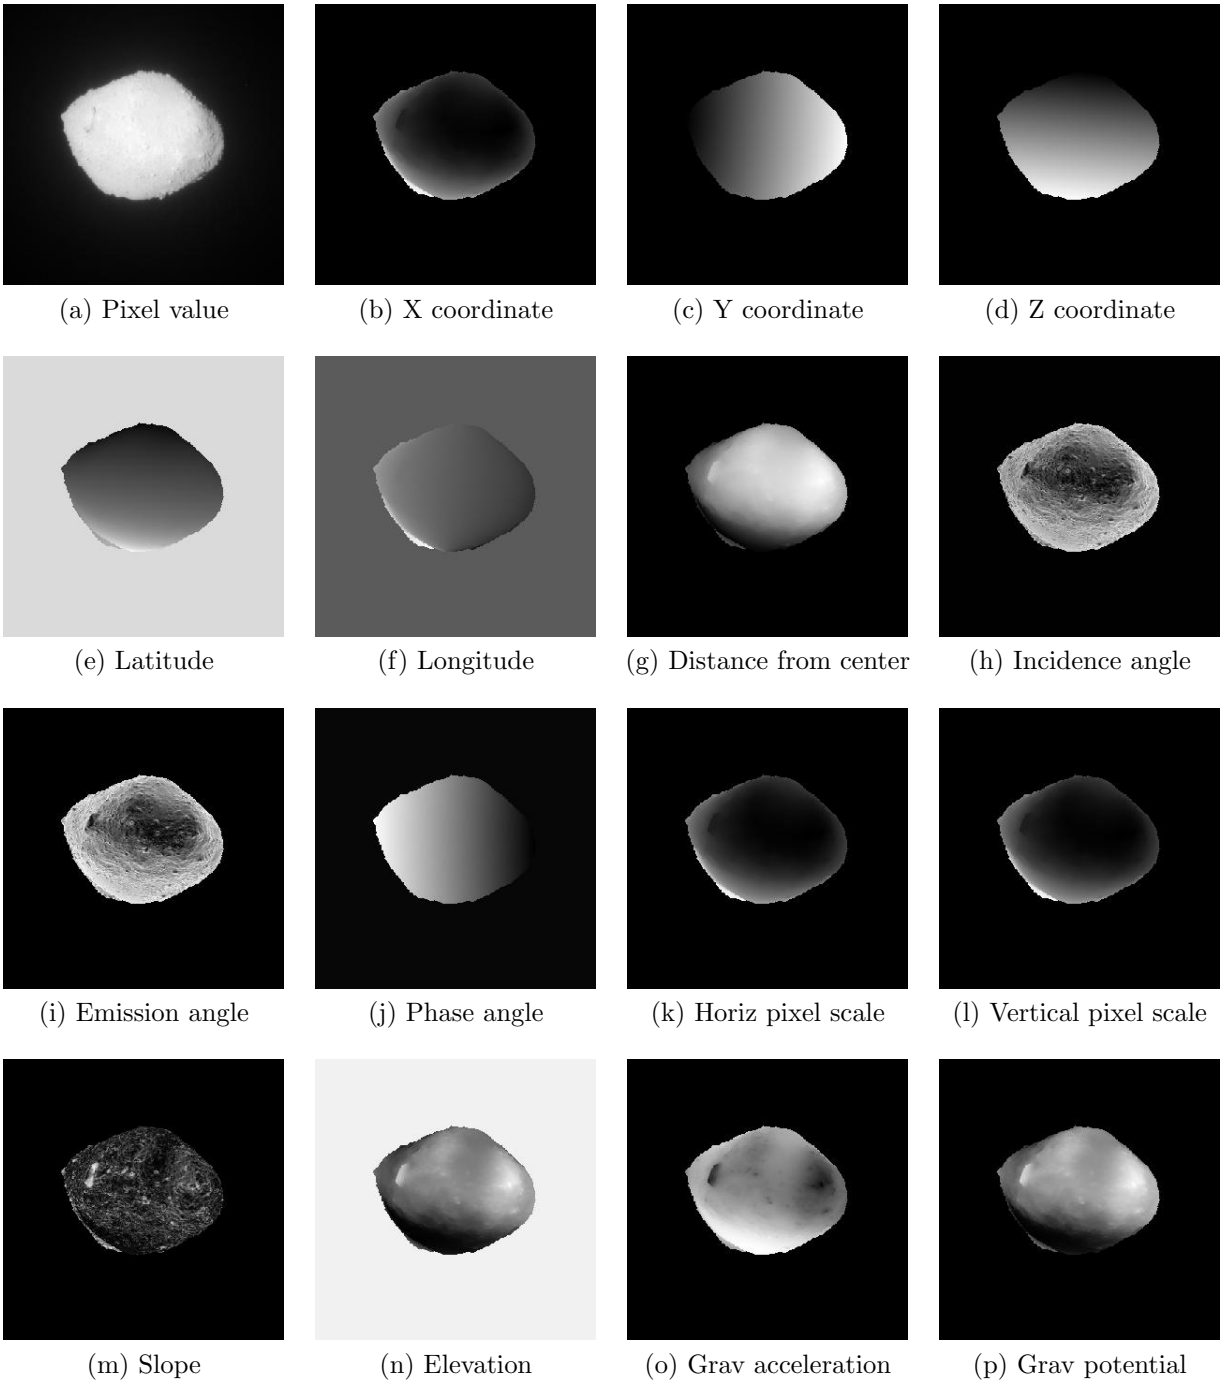 (a) Pixel value
(b) X coordinate
(c) Y coordinate
(d) Z coordinate
(e) Latitude
(f) Longitude
(g) Distance from center
(h) Incidence angle
(i) Emission angle
(j) Phase angle
(k) Horiz pixel scale
(l) Vertical pixel scale
(m) Slope
(n) Elevation
(o) Grav acceleration
(p) Grav potential